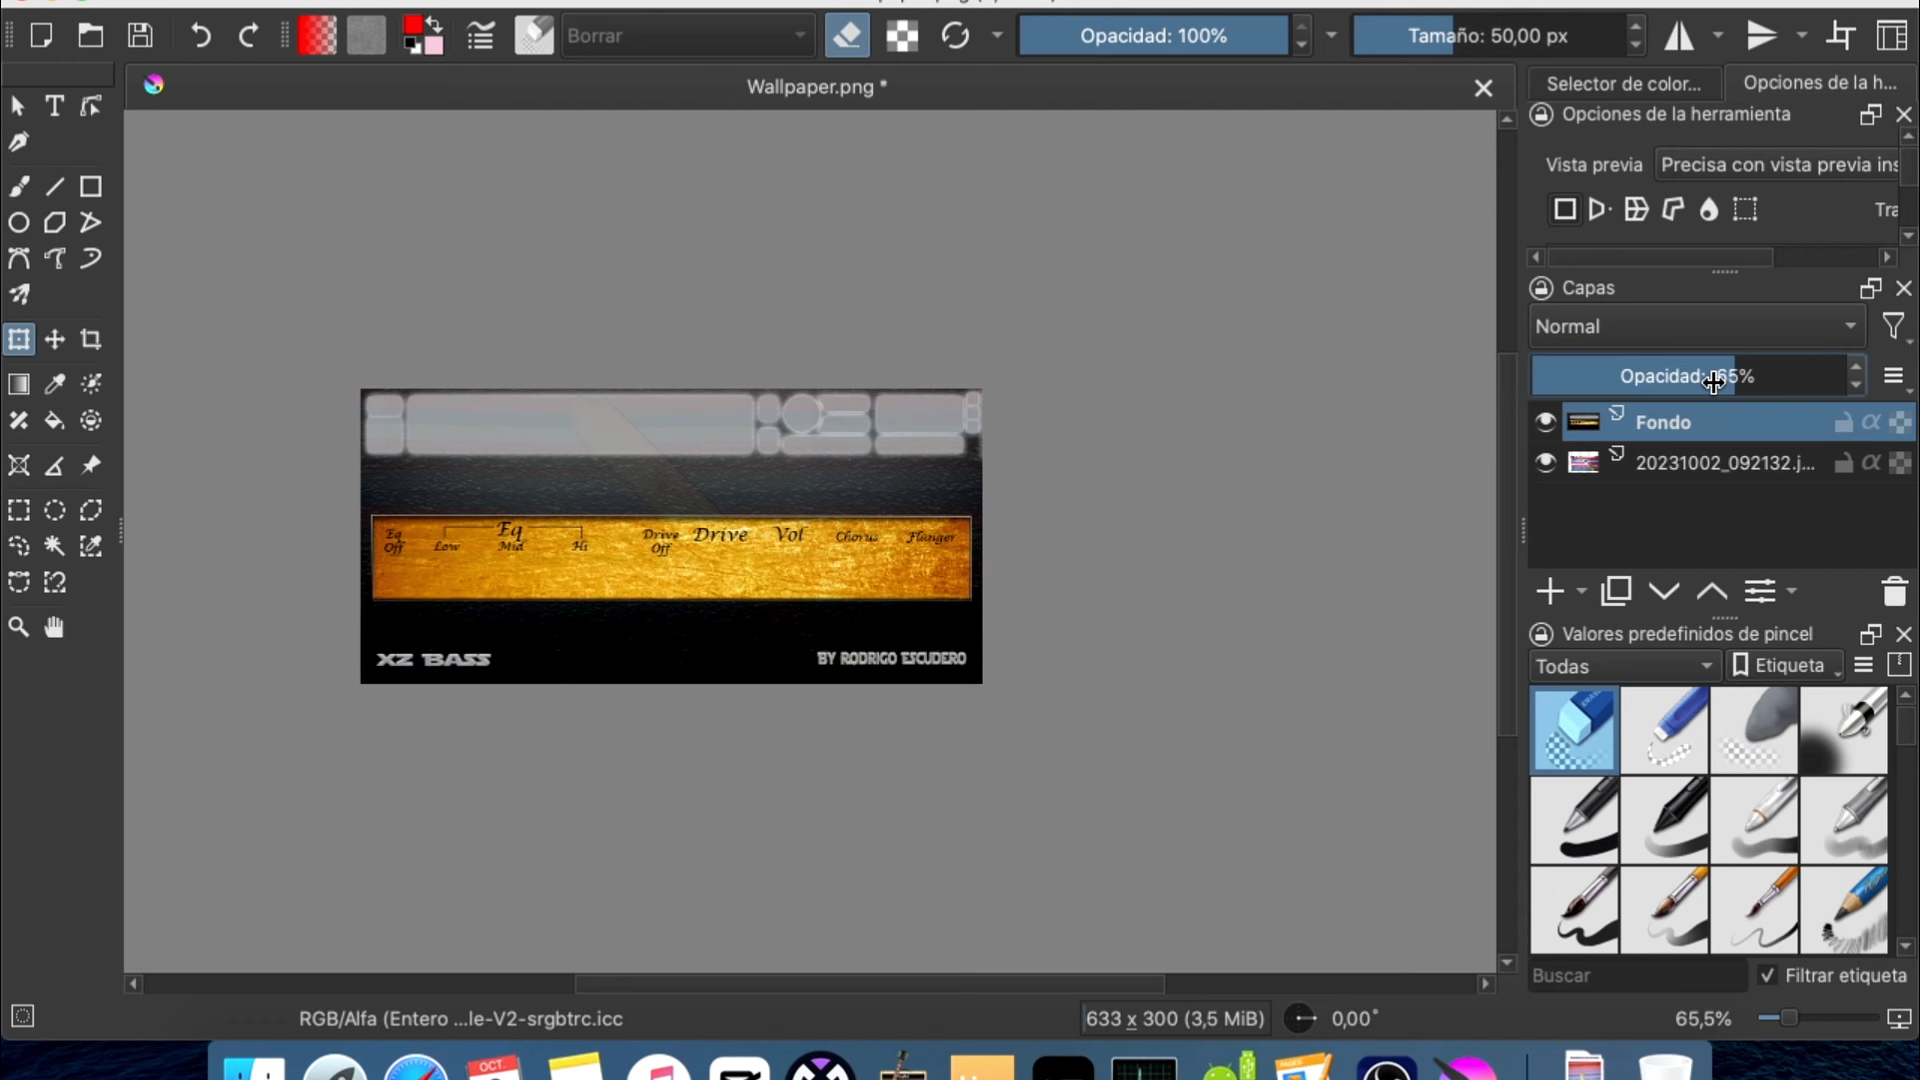 Borrar
Opacidad: 100%
Tamaño: 50,00 px
Wallpaper.png *
Selector de color...
Opciones de la h...
Opciones de la herramienta
Vista previa
Precisa con vista previa ins
Tra
Capas
Normal
Opacidad: 65%
Fondo
20231002_092132.j...
Eq
Off
Low
Eq
Mid
Hi
Drive
Off
Drive
Vol
Chorus
Flanger
XZ BASS
BY RODRIGO ESCUDERO
Valores predefinidos de pincel
Todas
Etiqueta
Buscar
Filtrar etiqueta
RGB/Alfa (Entero ...le-V2-srgbtrc.icc
633 x 300 (3,5 MiB)
0,00°
65,5%
OCT.
PAGES